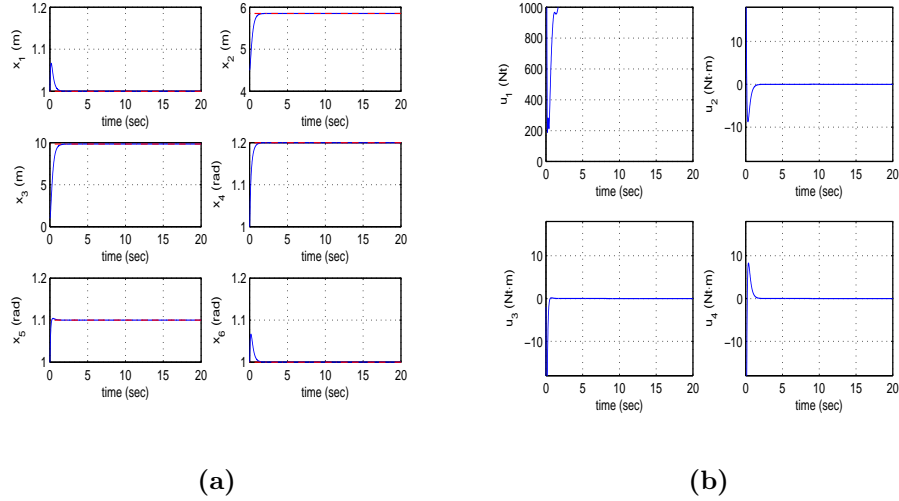 1.2
1.1
1
x1 (m)
0 5 10 15 20
time (sec)
6
5
4
x2 (m)
0 5 10 15 20
time (sec)
10
5
0
x3 (m)
0 5 10 15 20
time (sec)
1.2
1.1
1
x4 (rad)
0 5 10 15 20
time (sec)
1.2
1.1
1
x5 (rad)
0 5 10 15 20
time (sec)
1.2
1.1
1
x6 (rad)
0 5 10 15 20
time (sec)
(a)
1000
800
600
400
200
0
u1 (Nt)
0 5 10 15 20
time (sec)
10
0
−10
u2 (Nt·m)
0 5 10 15 20
time (sec)
10
0
−10
u3 (Nt·m)
0 5 10 15 20
time (sec)
10
0
−10
u4 (Nt·m)
0 5 10 15 20
time (sec)
(b)